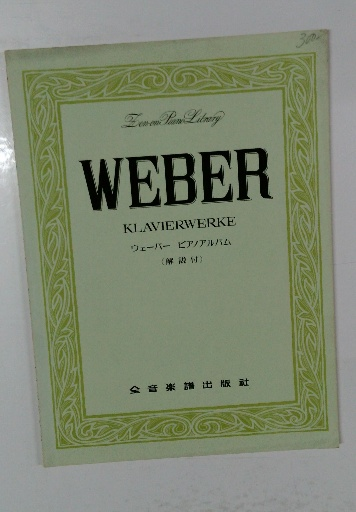 Zen-on Piano Library
WEBER
KLAVIERWERKE
ウェーバー ピアノアルバム
(解説付)
全音楽譜出版社